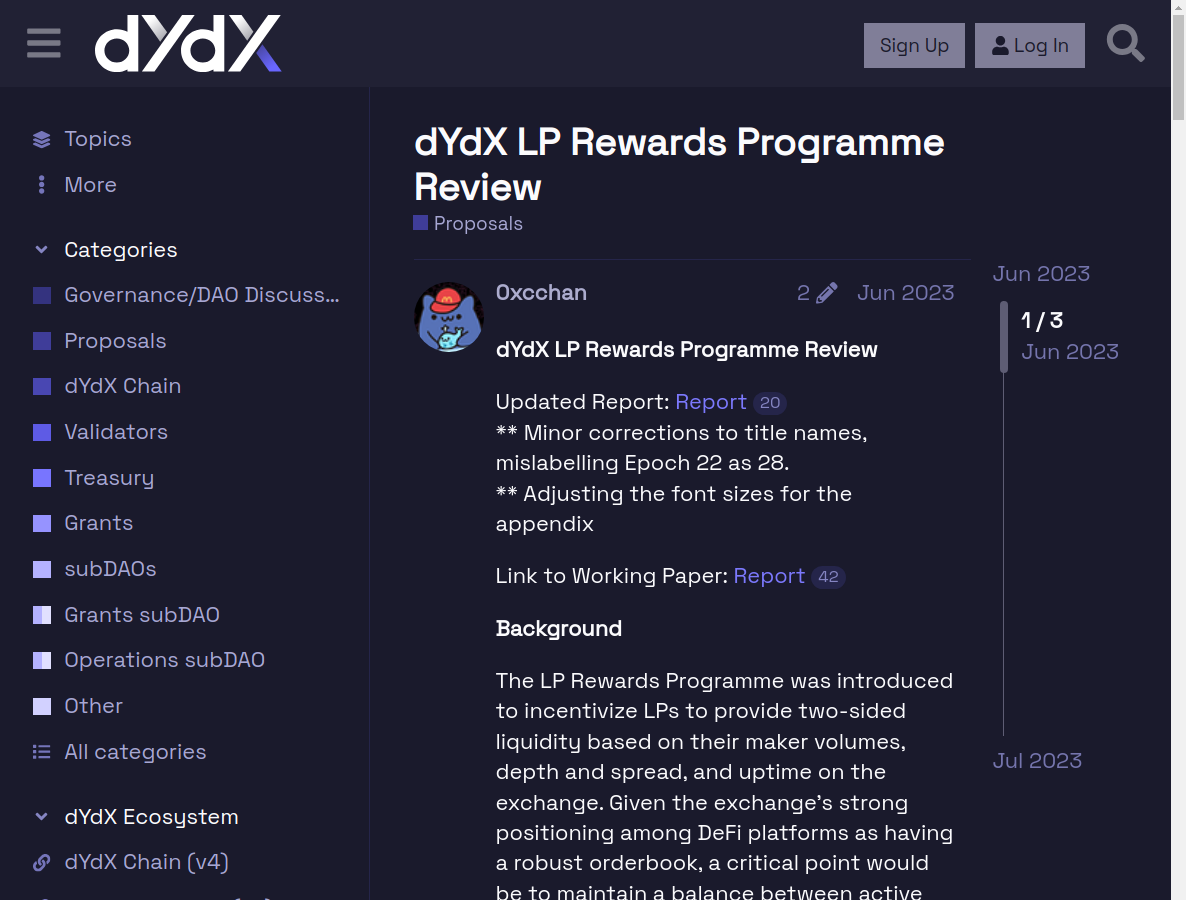 dYdX
Sign Up
Log In
Topics
More
Categories
Governance/DAO Discuss...
Proposals
dYdX Chain
Validators
Treasury
Grants
subDAOs
Grants subDAO
Operations subDAO
Other
All categories
dYdX Ecosystem
dYdX Chain (v4)
dYdX LP Rewards Programme
Review
Proposals
0xcchan
2
Jun 2023
dYdX LP Rewards Programme Review
Updated Report: Report 20
** Minor corrections to title names,
mislabelling Epoch 22 as 28.
** Adjusting the font sizes for the
appendix
Link to Working Paper: Report 42
Background
The LP Rewards Programme was introduced
to incentivize LPs to provide two-sided
liquidity based on their maker volumes,
depth and spread, and uptime on the
exchange. Given the exchange's strong
positioning among DeFi platforms as having
a robust orderbook, a critical point would
be to maintain a balance between active
Jun 2023
1 / 3
Jun 2023
Jul 2023